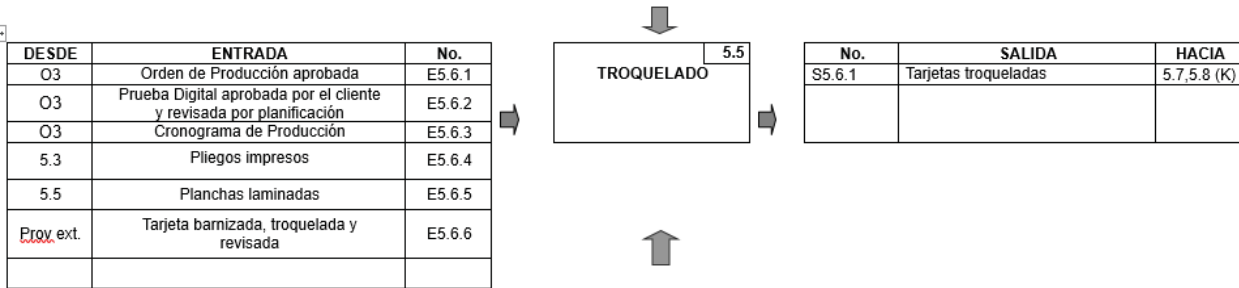 DESDE ENTRADA No.
O3 Orden de Producción aprobada E5.6.1
O3 Prueba Digital aprobada por el cliente y revisada por planificación E5.6.2
O3 Cronograma de Producción E5.6.3
5.3 Pliegos impresos E5.6.4
5.5 Planchas laminadas E5.6.5
Prov ext. Tarjeta barnizada, troquelada y revisada E5.6.6
5.5
TROQUELADO
No. SALIDA HACIA
S5.6.1 Tarjetas troqueladas 5.7,5.8 (K)